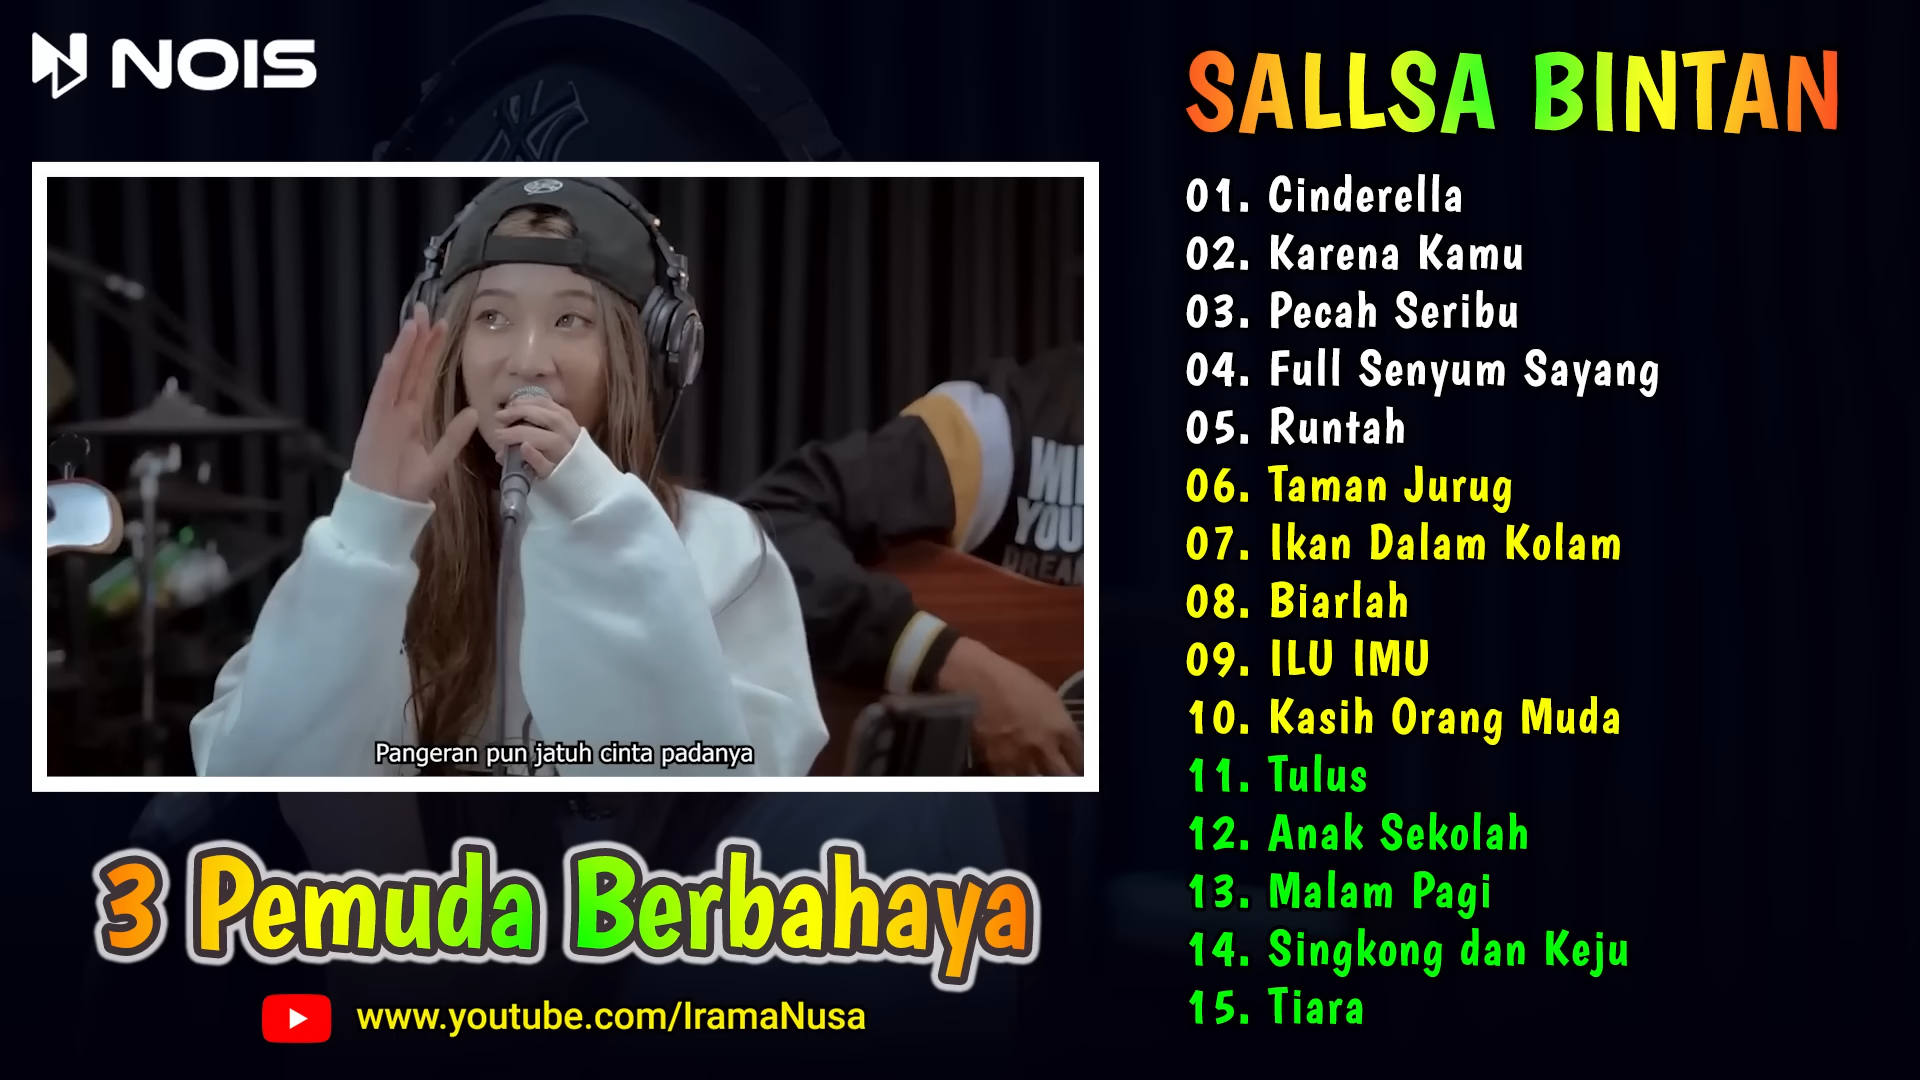 NOIS
SALLSA BINTAN
01. Cinderella
02. Karena Kamu
03. Pecah Seribu
04. Full Senyum Sayang
05. Runtah
06. Taman Jurug
07. Ikan Dalam Kolam
08. Biarlah
09. ILU IMU
10. Kasih Orang Muda
11. Tulus
12. Anak Sekolah
13. Malam Pagi
14. Singkong dan Keju
15. Tiara
YOU
Pangeran pun jatuh cinta padanya
3 Pemuda Berbahaya
www.youtube.com/IramaNusa